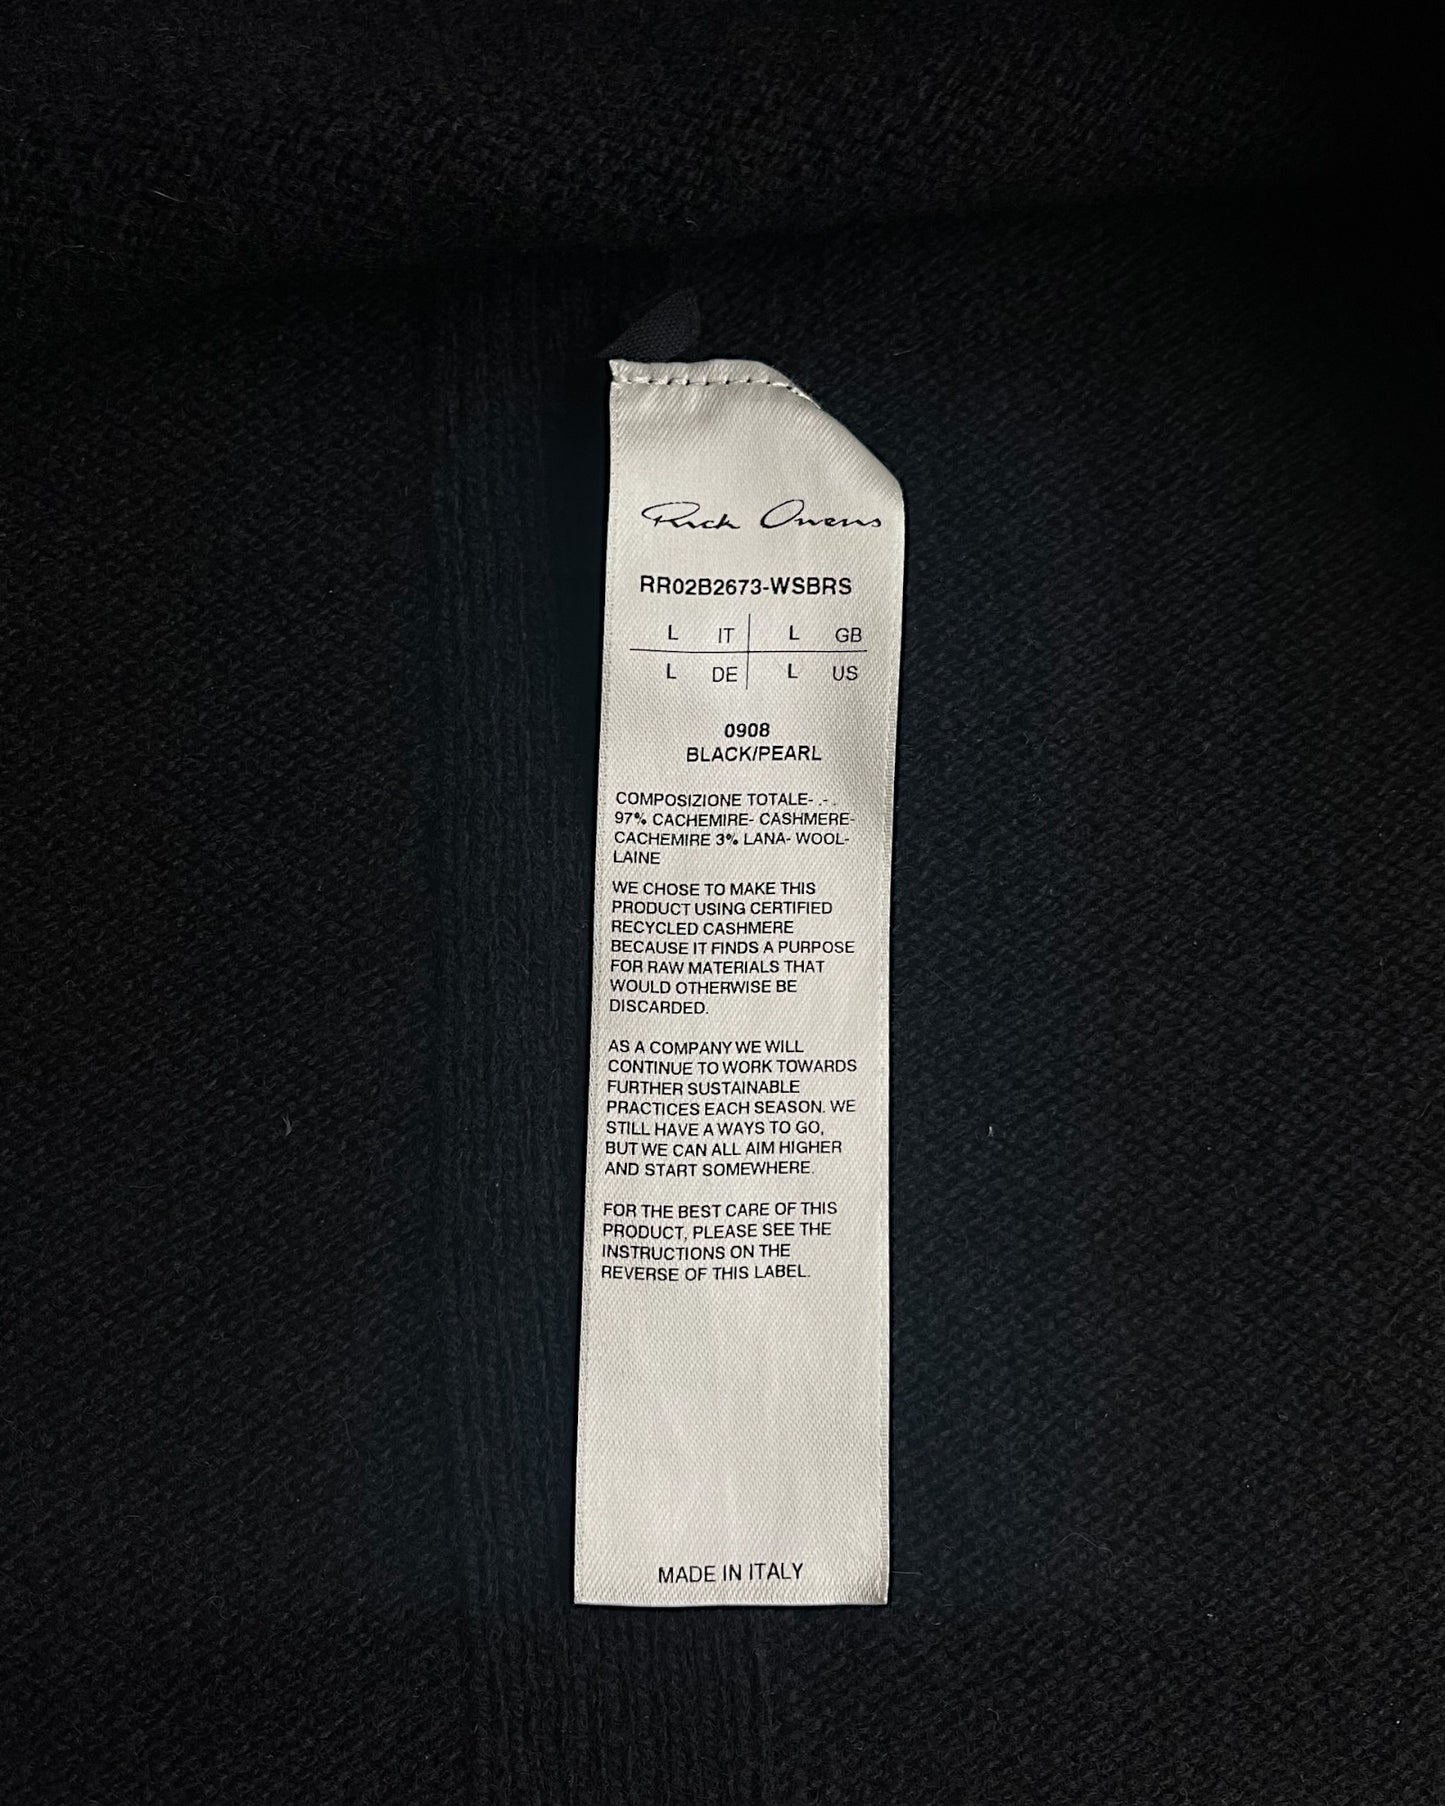 Rick Owens
RR02B2673-WSBRS
L IT L GB
L DE L US
0908
BLACK/PEARL
COMPOSIZIONE TOTALE- .- .
97% CACHEMIRE- CASHMERE-
CACHEMIRE 3% LANA- WOOL-
LAINE
WE CHOSE TO MAKE THIS
PRODUCT USING CERTIFIED
RECYCLED CASHMERE
BECAUSE IT FINDS A PURPOSE
FOR RAW MATERIALS THAT
WOULD OTHERWISE BE
DISCARDED.
AS A COMPANY WE WILL
CONTINUE TO WORK TOWARDS
FURTHER SUSTAINABLE
PRACTICES EACH SEASON. WE
STILL HAVE A WAYS TO GO,
BUT WE CAN ALL AIM HIGHER
AND START SOMEWHERE.
FOR THE BEST CARE OF THIS
PRODUCT, PLEASE SEE THE
INSTRUCTIONS ON THE
REVERSE OF THIS LABEL.
MADE IN ITALY